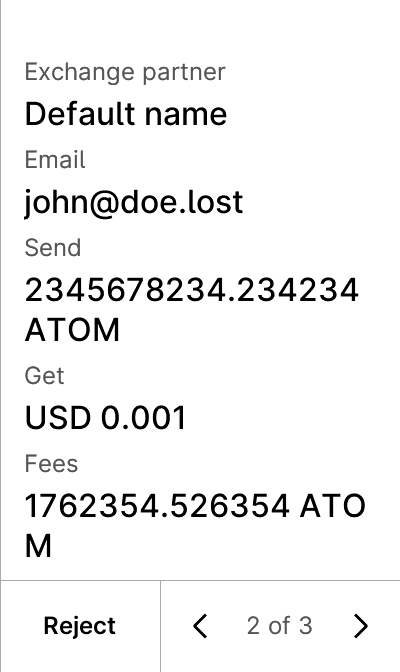 Exchange partner
Default name
Email
john@doe.lost
Send
2345678234.234234
ATOM
Get
USD 0.001
Fees
1762354.526354 ATO
M
Reject
2 of 3